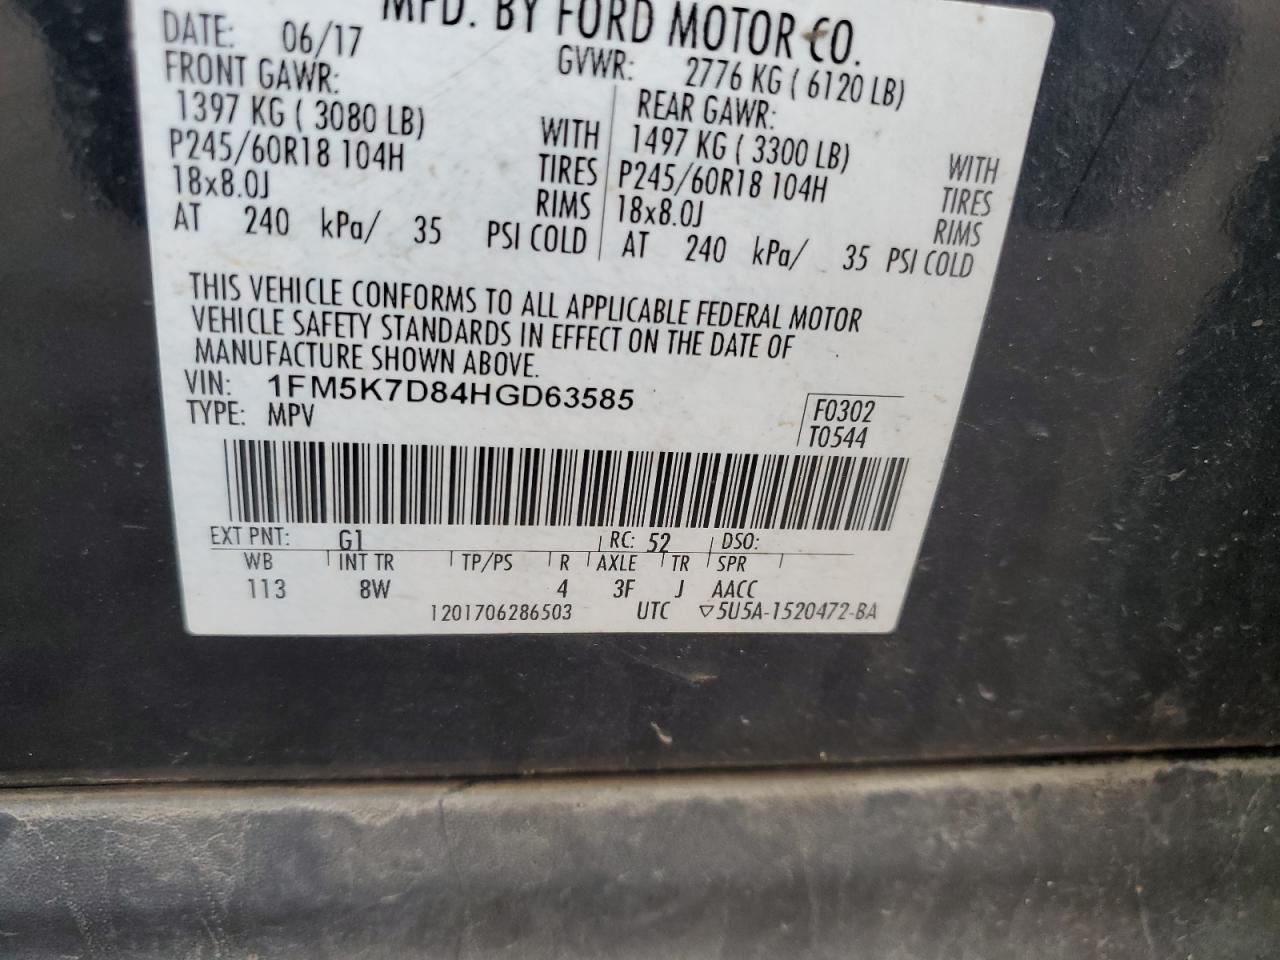 MFD. BY FORD MOTOR CO.
DATE: 06/17 GVWR: 2776 KG ( 6120 LB)
FRONT GAWR: REAR GAWR:
1397 KG ( 3080 LB) WITH 1497 KG ( 3300 LB) WITH
P245/60R18 104H TIRES P245/60R18 104H TIRES
18x8.0J RIMS 18x8.0J RIMS
AT 240 kPa/ 35 PSI COLD AT 240 kPa/ 35 PSI COLD
THIS VEHICLE CONFORMS TO ALL APPLICABLE FEDERAL MOTOR
VEHICLE SAFETY STANDARDS IN EFFECT ON THE DATE OF
MANUFACTURE SHOWN ABOVE.
VIN: 1FM5K7D84HGD63585 F0302
TYPE: MPV T0544
EXT PNT: G1 RC: 52 DSO:
WB INT TR TP/PS R AXLE TR SPR
113 8W 4 3F J AACC
1201706286503 UTC ▽5U5A-1520472-BA